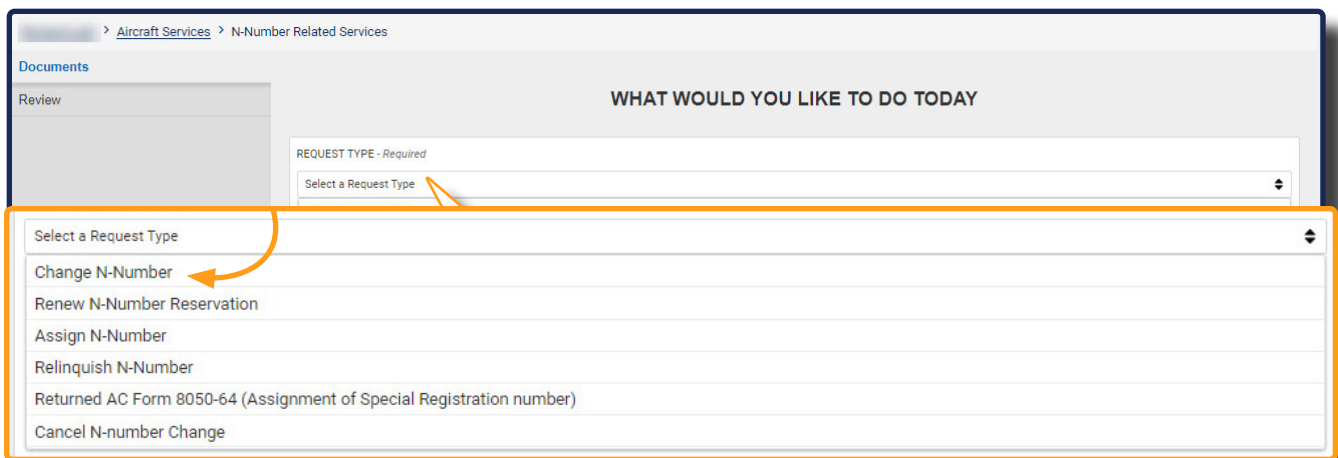 > Aircraft Services > N-Number Related Services
Documents
Review
WHAT WOULD YOU LIKE TO DO TODAY
REQUEST TYPE - Required
Select a Request Type
Select a Request Type
Change N-Number
Renew N-Number Reservation
Assign N-Number
Relinquish N-Number
Returned AC Form 8050-64 (Assignment of Special Registration number)
Cancel N-number Change